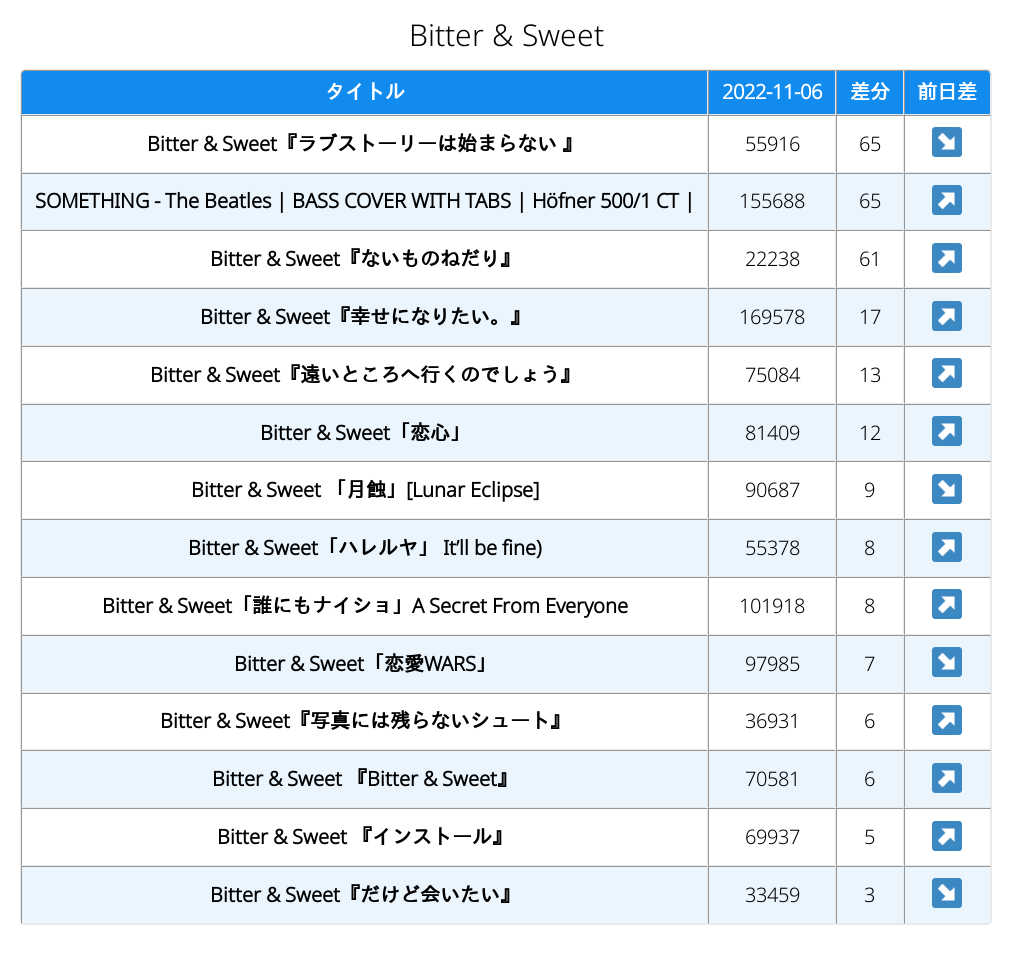 Bitter & Sweet
タイトル 2022-11-06 差分 前日差
Bitter & Sweet『ラブストーリーは始まらない 』 55916 65 ↘
SOMETHING - The Beatles | BASS COVER WITH TABS | Höfner 500/1 CT | 155688 65 ↗
Bitter & Sweet『ないものねだり』 22238 61 ↗
Bitter & Sweet『幸せになりたい。』 169578 17 ↗
Bitter & Sweet『遠いところへ行くのでしょう』 75084 13 ↗
Bitter & Sweet「恋心」 81409 12 ↗
Bitter & Sweet 「月蝕」[Lunar Eclipse] 90687 9 ↘
Bitter & Sweet「ハレルヤ」 It’ll be fine) 55378 8 ↗
Bitter & Sweet「誰にもナイショ」A Secret From Everyone 101918 8 ↗
Bitter & Sweet「恋愛WARS」 97985 7 ↘
Bitter & Sweet『写真には残らないシュート』 36931 6 ↗
Bitter & Sweet 『Bitter & Sweet』 70581 6 ↗
Bitter & Sweet 『インストール』 69937 5 ↗
Bitter & Sweet『だけど会いたい』 33459 3 ↘